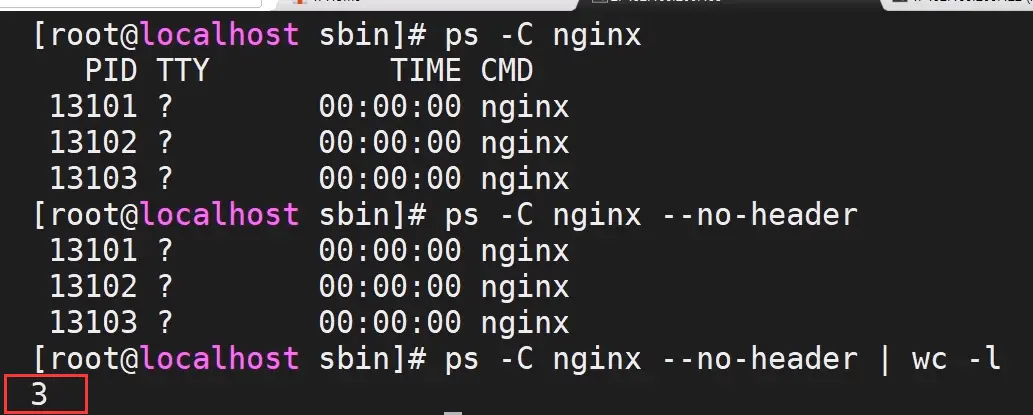 [root@localhost sbin]# ps -C nginx
PID TTY TIME CMD
13101 ? 00:00:00 nginx
13102 ? 00:00:00 nginx
13103 ? 00:00:00 nginx
[root@localhost sbin]# ps -C nginx --no-header
13101 ? 00:00:00 nginx
13102 ? 00:00:00 nginx
13103 ? 00:00:00 nginx
[root@localhost sbin]# ps -C nginx --no-header | wc -l
3